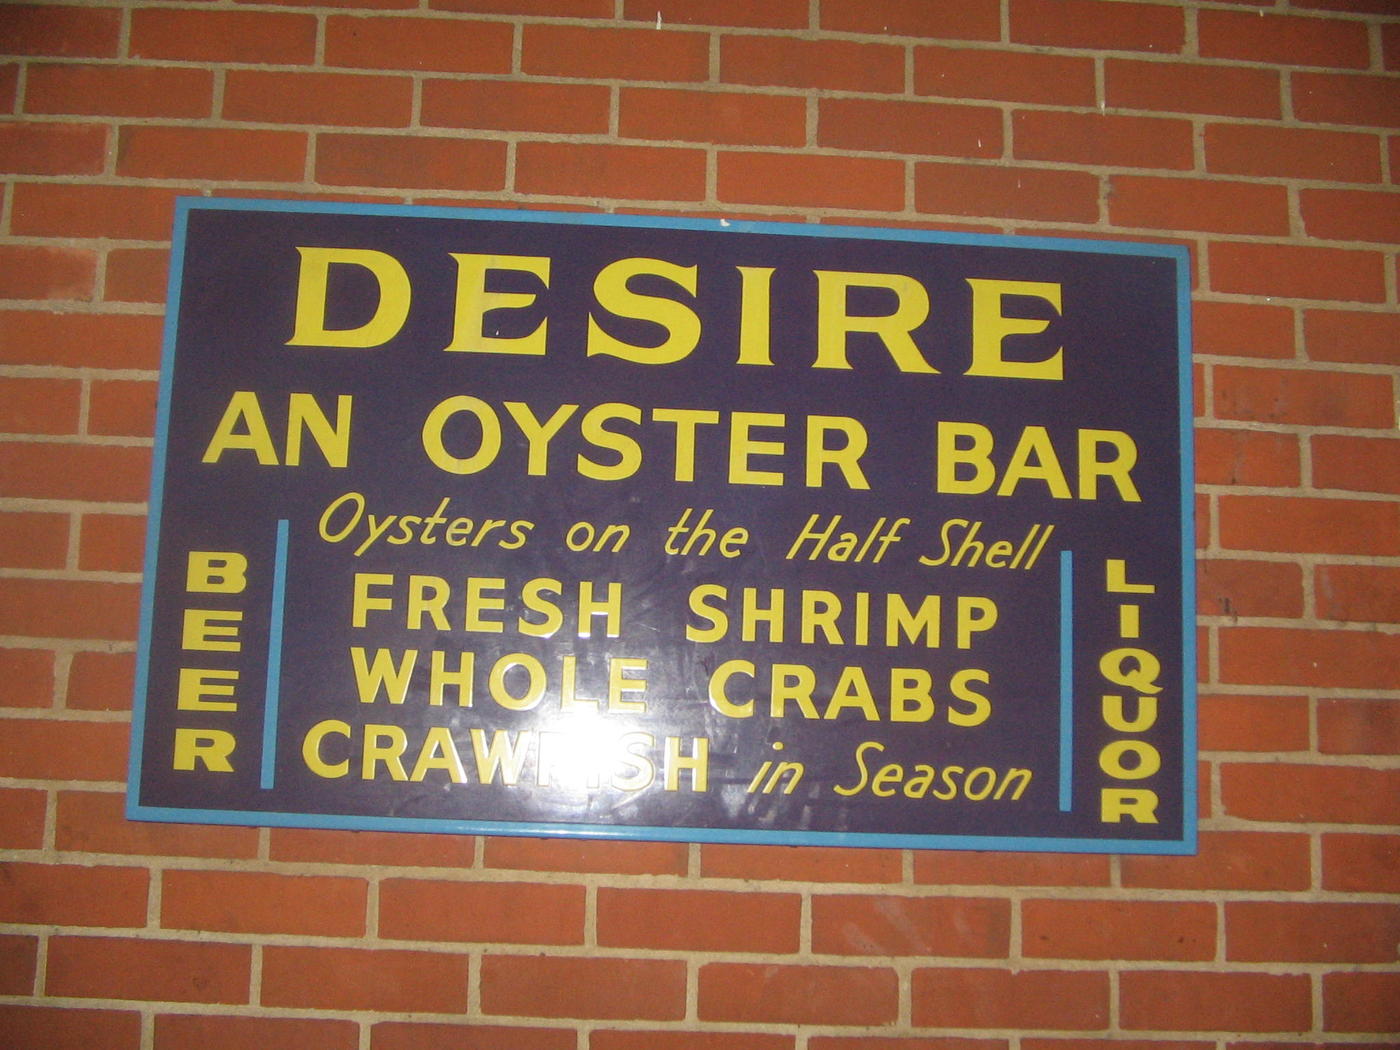 DESIRE
AN OYSTER BAR
Oysters on the Half Shell
FRESH SHRIMP
WHOLE CRABS
CRAWFISH in Season
BEER
LIQUOR